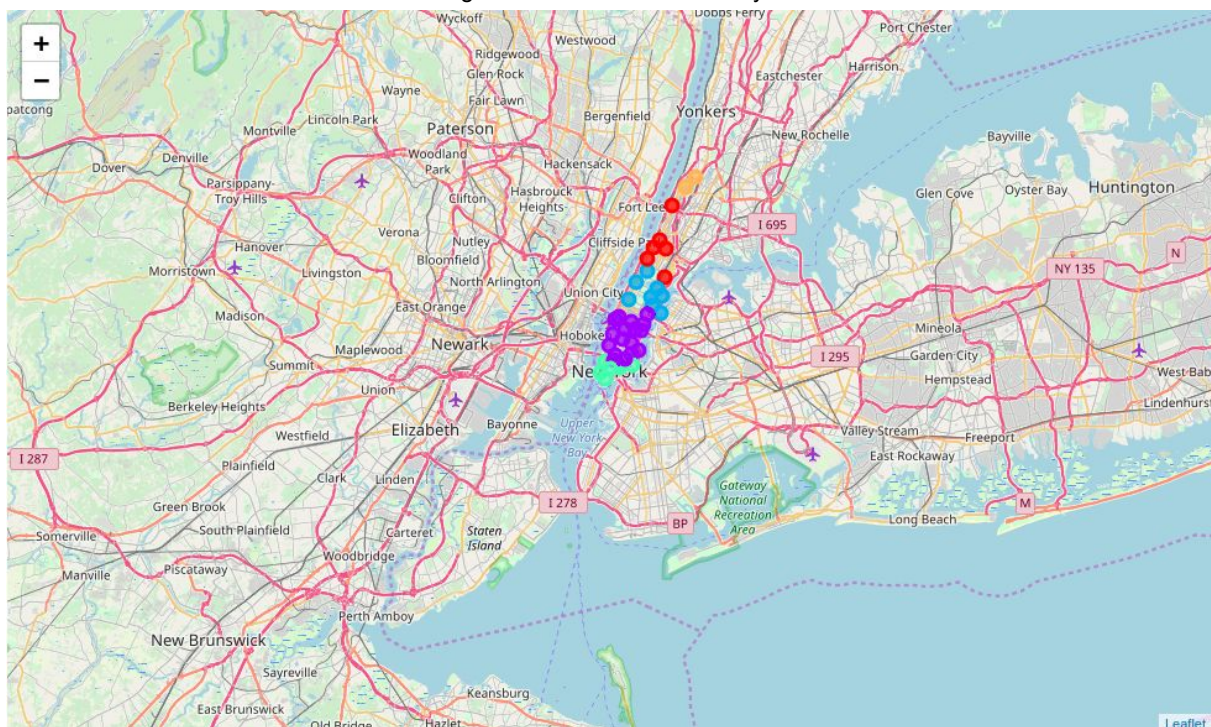 +
−
Wyckoff
Dobbs Ferry
Port Chester
Westwood
Ridgewood
Glen Rock
Harrison
Eastchester
Wayne
Fair Lawn
Lincoln Park
Bergenfield
Yonkers
Montville
Paterson
New Rochelle
Bayville
Denville
Dover
Woodland
Park
Hackensack
Parsippany-
Troy Hills
Clifton
Hasbrouck
Heights
Fort Lee
Glen Cove
Oyster Bay
Huntington
I 695
Verona
Nutley
Cliffside
Hanover
Bloomfield
N
NY 135
Morristown
Livingston
North Arlington
Union City
East Orange
Madison
Mineola
Maplewood
Newark
I 295
Garden City
Summit
Union
Hempstead
Berkeley Heights
Lindenhurst
Elizabeth
Bayonne
Upper
New York
Bay
Westfield
Valley Stream
Freeport
I 287
Plainfield
East Rockaway
Clark
Linden
Gateway
National
Recreation
Area
Green Brook
I 278
M
South Plainfield
BP
Long Beach
Somerville
Carteret
Staten
Island
Woodbridge
Manville
Piscataway
Perth Amboy
New Brunswick
Sayreville
Keansburg
East Brunswick
Old Bridge
Hazlet
Leaflet